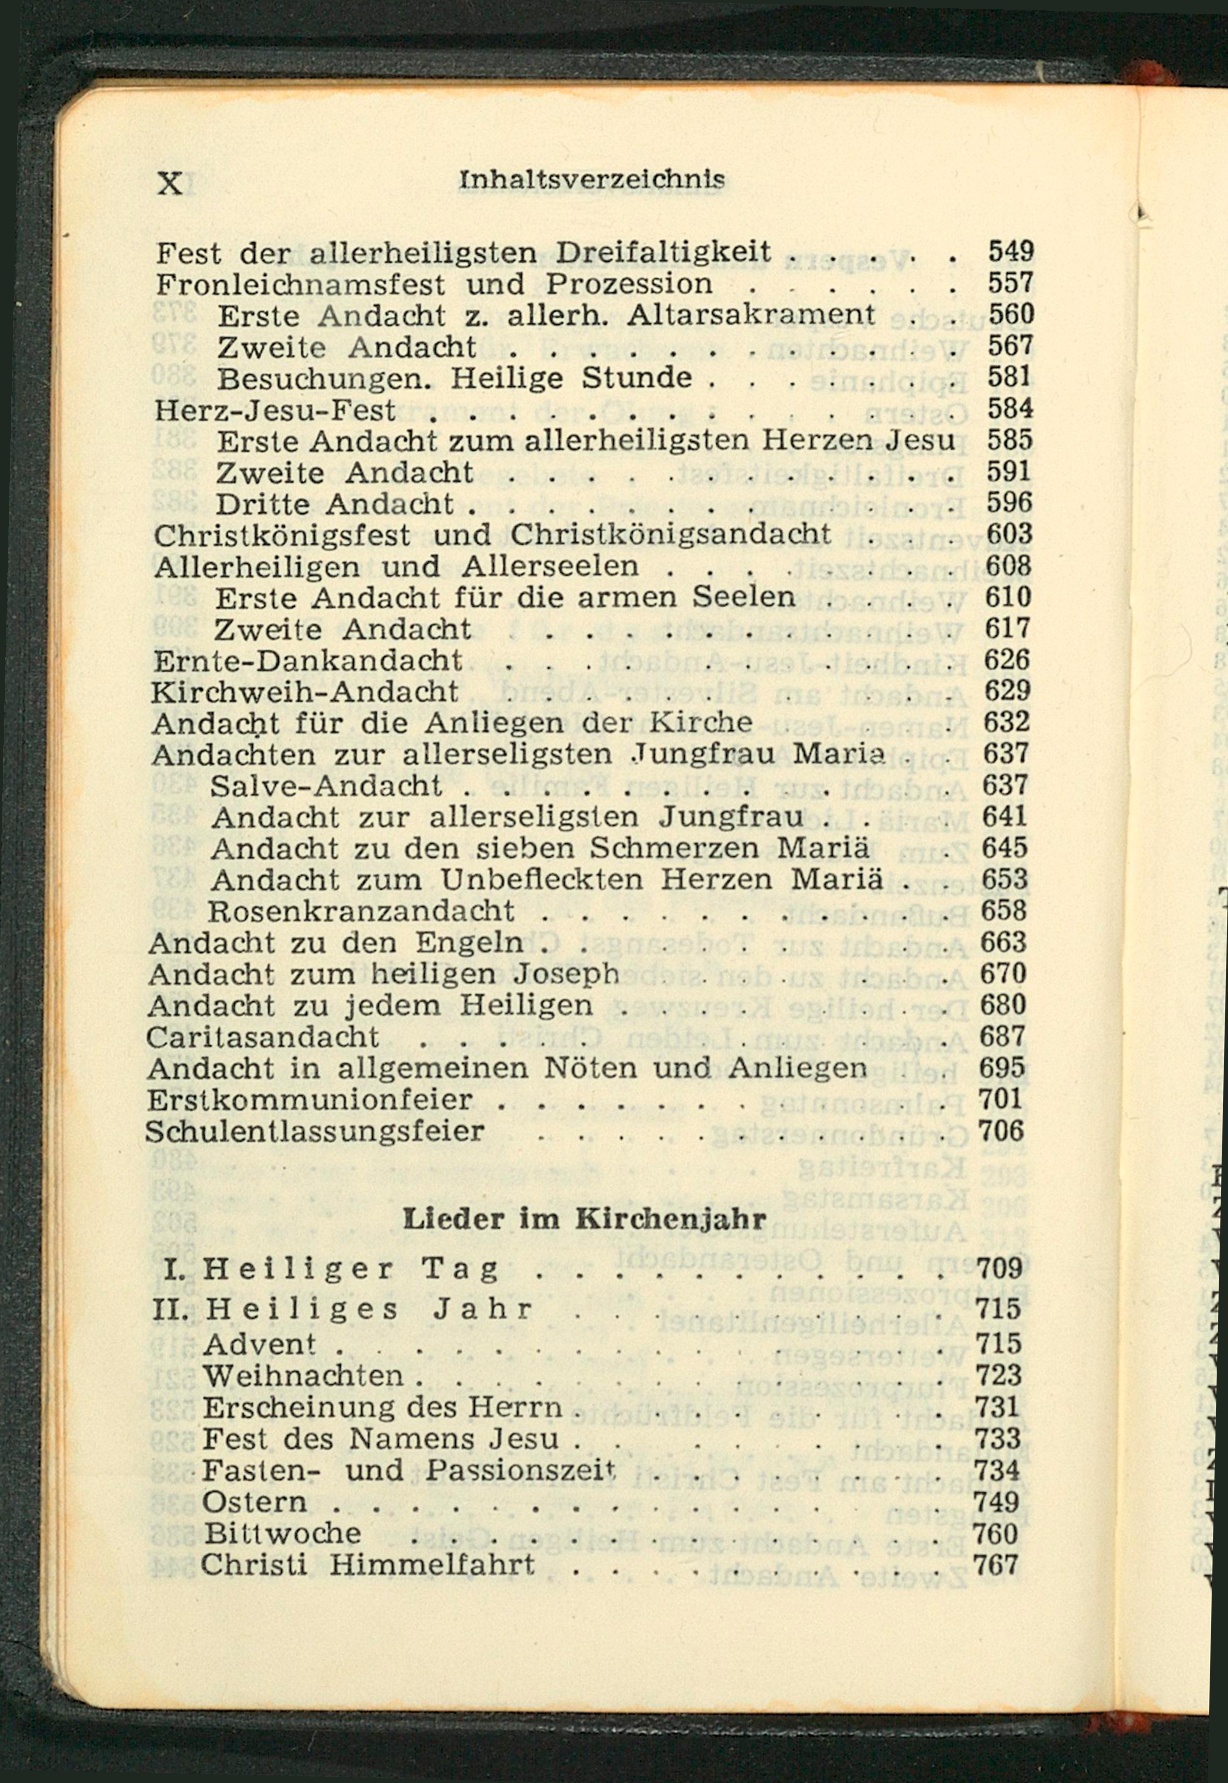 X Inhaltsverzeichnis
Fest der allerheiligsten Dreifaltigkeit . . . . . 549
Fronleichnamsfest und Prozession . . . . . . 557
Erste Andacht z. allerh. Altarsakrament . . 560
Zweite Andacht . . . . . . . . . . . . 567
Besuchungen. Heilige Stunde . . . . . . . 581
Herz-Jesu-Fest . . . . . . . . . . . . . . 584
Erste Andacht zum allerheiligsten Herzen Jesu 585
Zweite Andacht . . . . . . . . . . . . 591
Dritte Andacht . . . . . . . . . . . . . 596
Christkönigsfest und Christkönigsandacht . . . 603
Allerheiligen und Allerseelen . . . . . . . . 608
Erste Andacht für die armen Seelen . . . . 610
Zweite Andacht . . . . . . . . . . . . 617
Ernte-Dankandacht . . . . . . . . . . . . 626
Kirchweih-Andacht . . . . . . . . . . . . 629
Andacht für die Anliegen der Kirche . . . . . 632
Andachten zur allerseligsten Jungfrau Maria . . 637
Salve-Andacht . . . . . . . . . . . . . 637
Andacht zur allerseligsten Jungfrau . . . . 641
Andacht zu den sieben Schmerzen Mariä . . 645
Andacht zum Unbefleckten Herzen Mariä . . 653
Rosenkranzandacht . . . . . . . . . . . 658
Andacht zu den Engeln . . . . . . . . . . . 663
Andacht zum heiligen Joseph . . . . . . . . 670
Andacht zu jedem Heiligen . . . . . . . . . 680
Caritasandacht . . . . . . . . . . . . . . 687
Andacht in allgemeinen Nöten und Anliegen . . 695
Erstkommunionfeier . . . . . . . . . . . . 701
Schulentlassungsfeier . . . . . . . . . . . 706
Lieder im Kirchenjahr
I. Heiliger Tag . . . . . . . . . . . 709
II. Heiliges Jahr . . . . . . . . . . 715
Advent . . . . . . . . . . . . . . . . 715
Weihnachten . . . . . . . . . . . . . . 723
Erscheinung des Herrn . . . . . . . . . . 731
Fest des Namens Jesu . . . . . . . . . . 733
Fasten- und Passionszeit . . . . . . . . 734
Ostern . . . . . . . . . . . . . . . . 749
Bittwoche . . . . . . . . . . . . . . 760
Christi Himmelfahrt . . . . . . . . . . 767